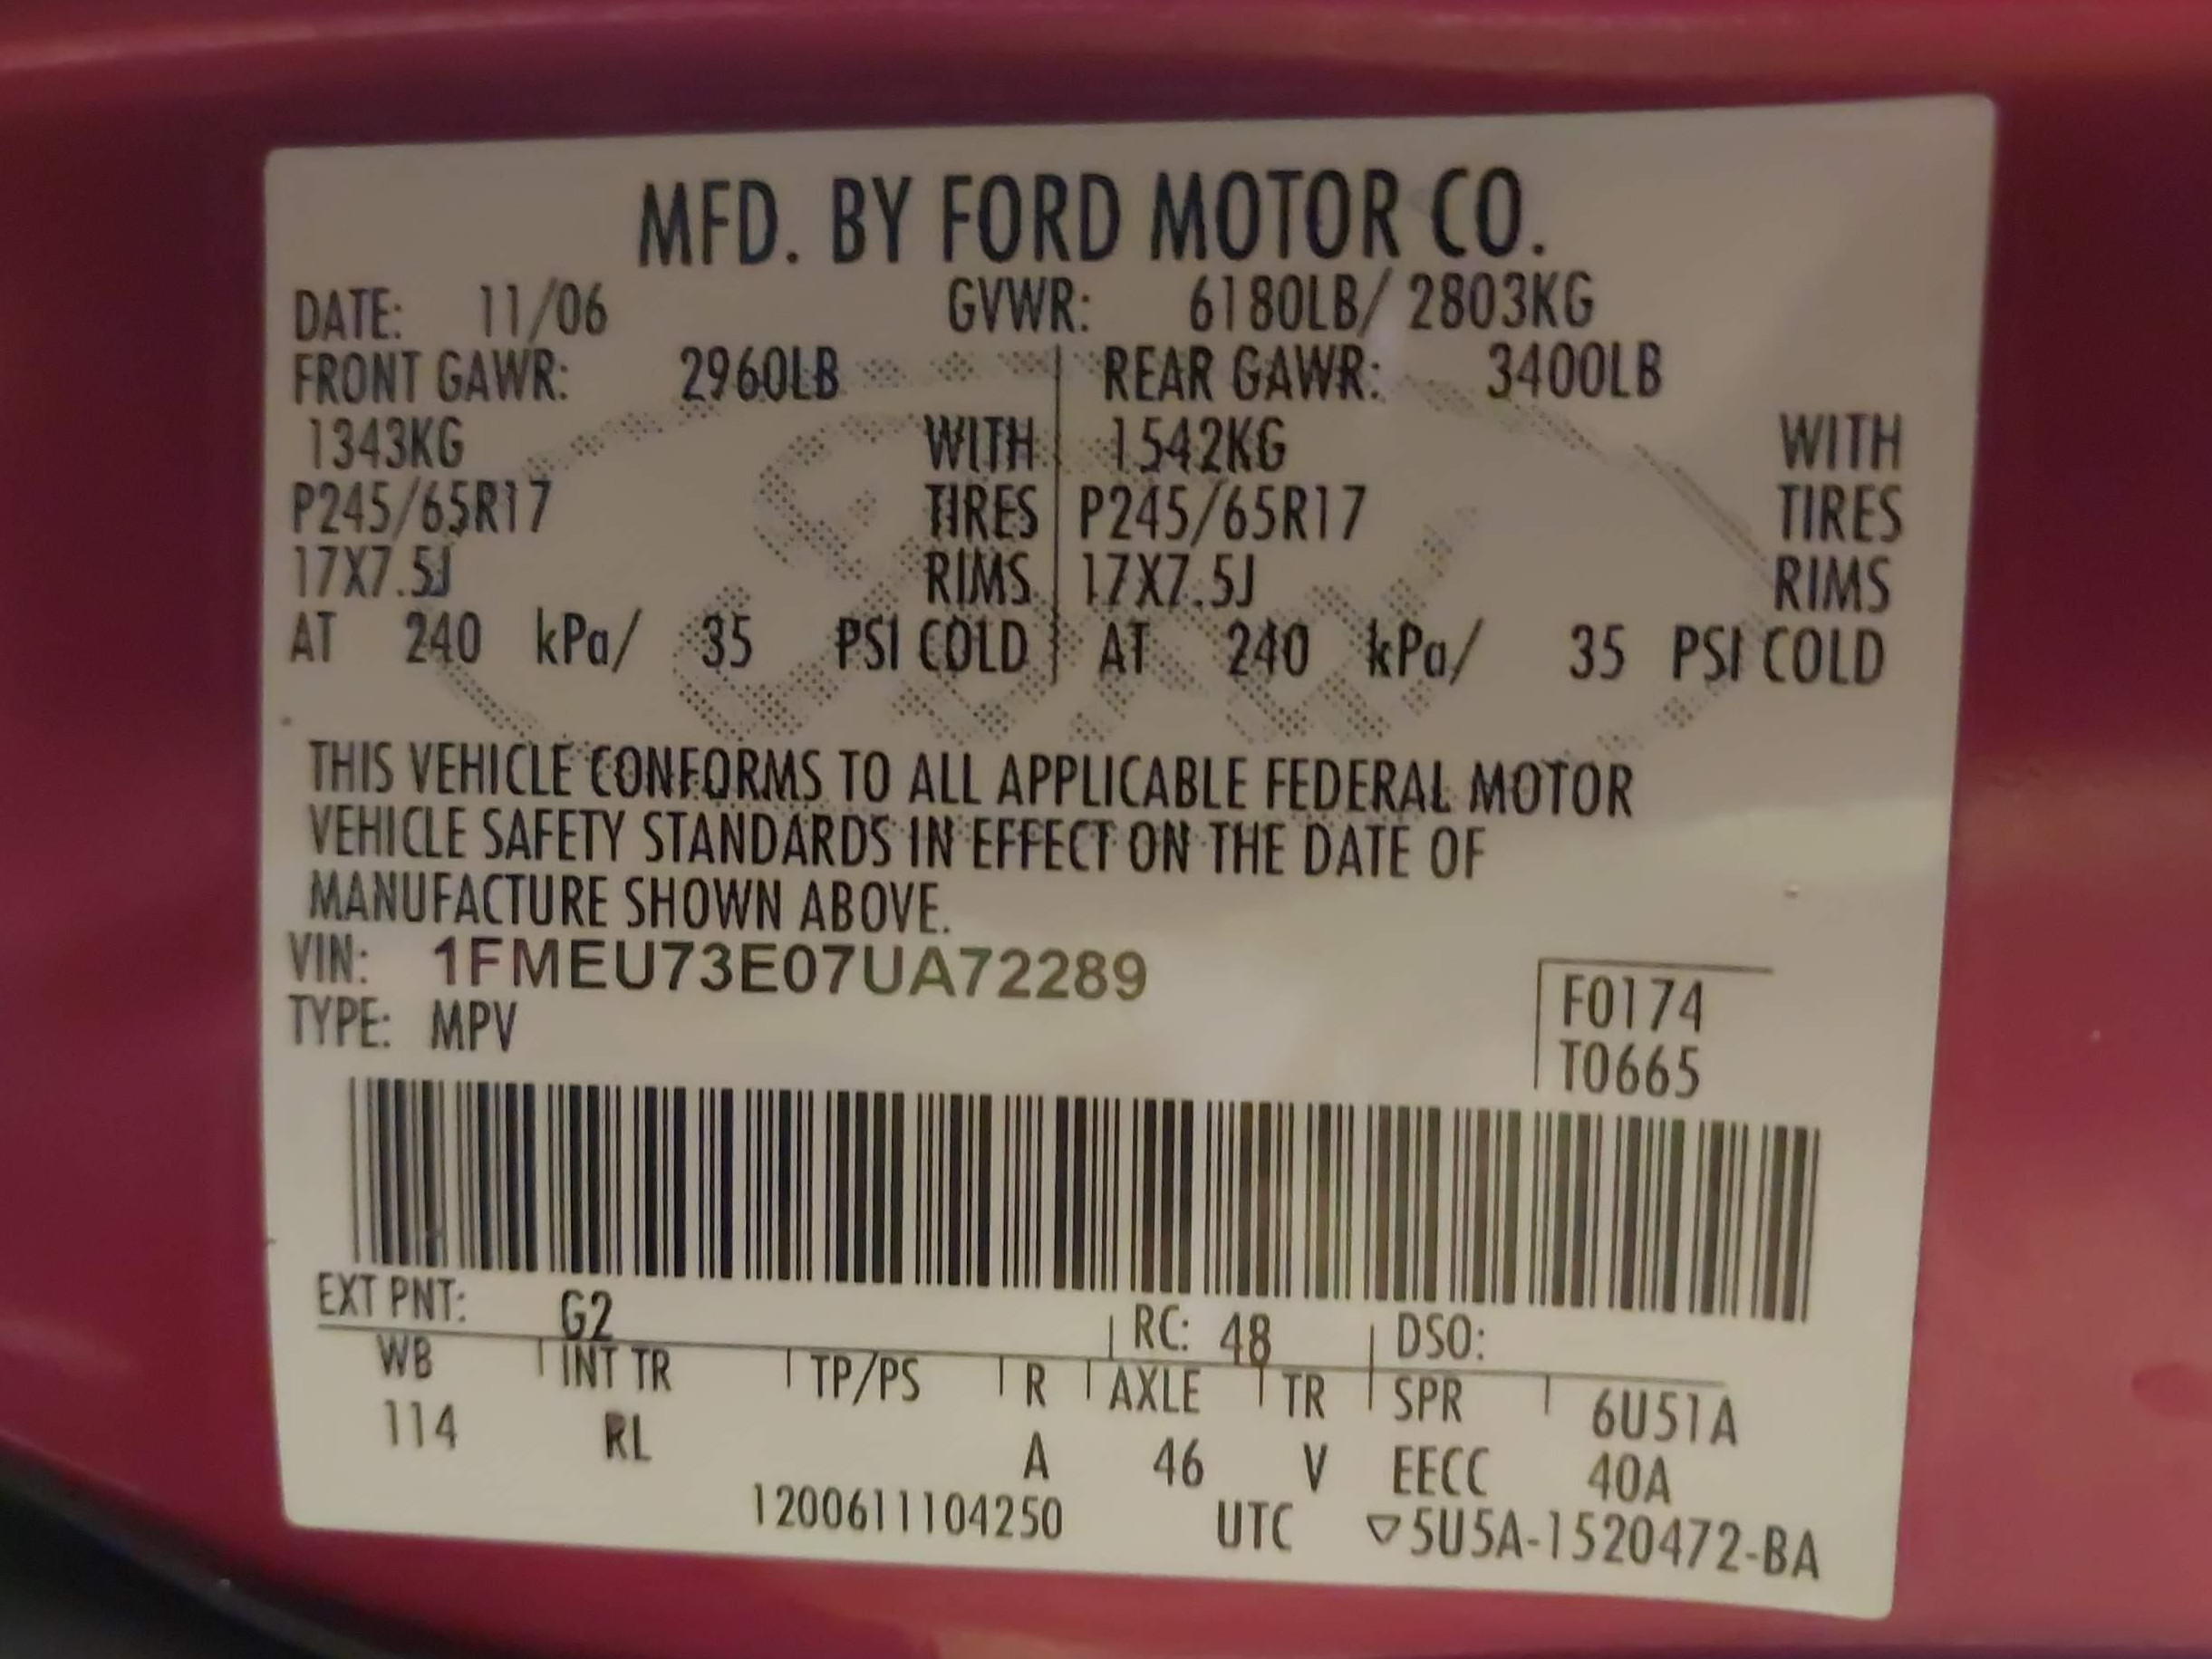 MFD. BY FORD MOTOR CO.
DATE: 11/06 GVWR: 6180LB/ 2803KG
FRONT GAWR: 2960LB REAR GAWR: 3400LB
1343KG WITH 1542KG WITH
P245/65R17 TIRES P245/65R17 TIRES
17X7.5J RIMS 17X7.5J RIMS
AT 240 kPa/ 35 PSI COLD AT 240 kPa/ 35 PSI COLD
THIS VEHICLE CONFORMS TO ALL APPLICABLE FEDERAL MOTOR
VEHICLE SAFETY STANDARDS IN EFFECT ON THE DATE OF
MANUFACTURE SHOWN ABOVE.
VIN: 1FMEU73E07UA72289
TYPE: MPV
F0174
T0665
EXT PNT: G2 RC: 48 DSO:
WB INT TR TP/PS R AXLE TR SPR 6U51A
114 RL A 46 V EECC 40A
1200611104250 UTC ▽5U5A-1520472-BA